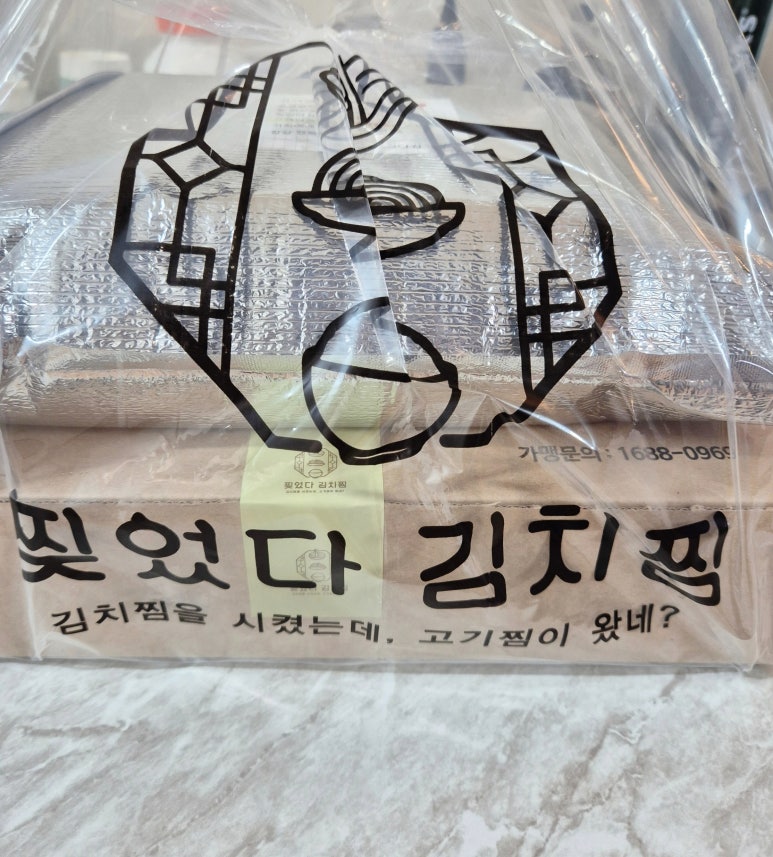 가맹문의 : 1688-0969
찢었다 김치찜
찢었다 김치찜
김치찜을 시켰는데, 고기찜이 왔네?